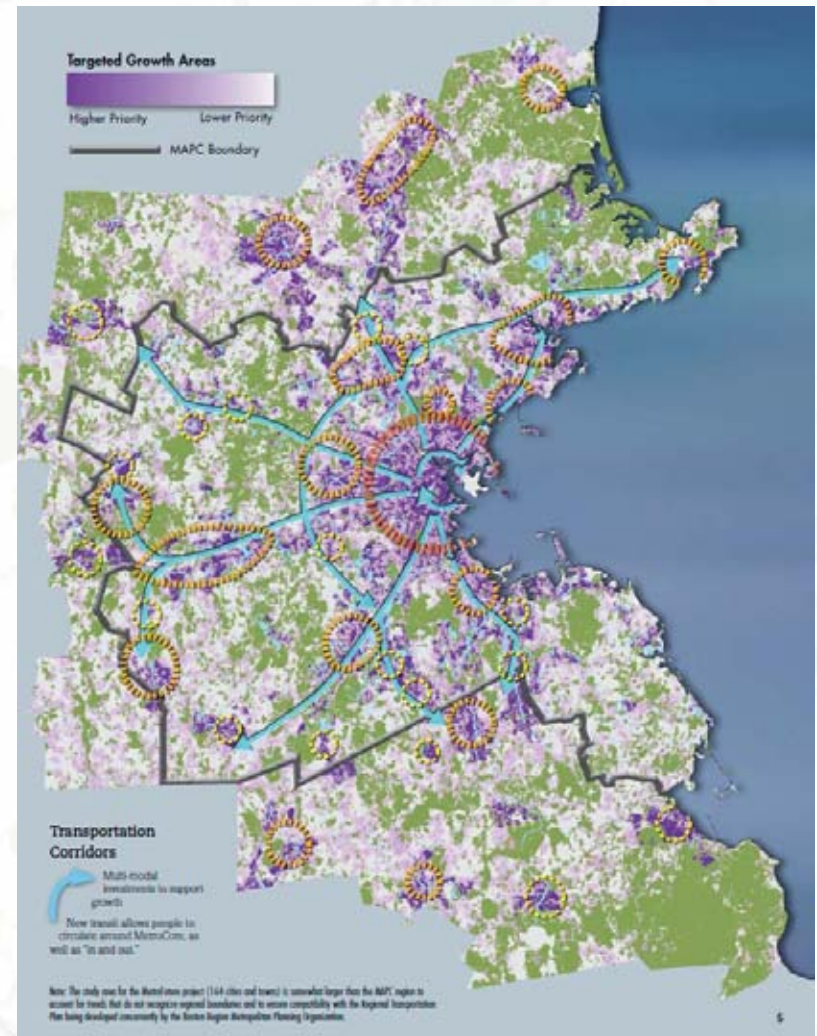 Targeted Growth Areas
Higher Priority Lower Priority
MAPC Boundary
Transportation
Corridors
Multi-modal
investments to support
growth
New transit allows people to
circulate around MetroCore, as
well as "in and out."
Note: The study area for the MetroFuture project (164 cities and towns) is somewhat larger than the MAPC region to
account for trends that do not recognize regional boundaries and to ensure compatibility with the Regional Transportation
Plan being developed concurrently by the Boston Region Metropolitan Planning Organization.
5